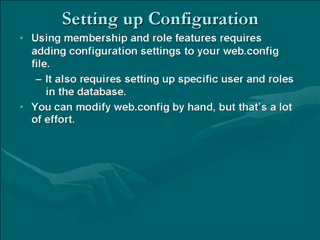 Setting up Configuration
• Using membership and role features requires
adding configuration settings to your web.config
file.
– It also requires setting up specific user and roles
in the database.
• You can modify web.config by hand, but that's a lot
of effort.